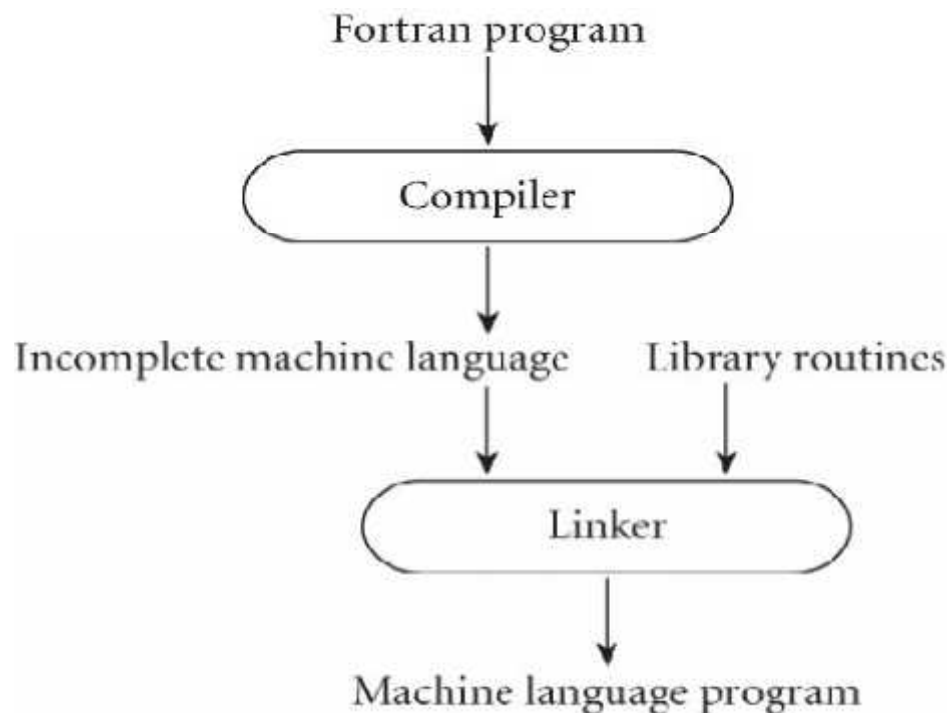 Fortran program
Compiler
Incomplete machine language
Library routines
Linker
Machine language program